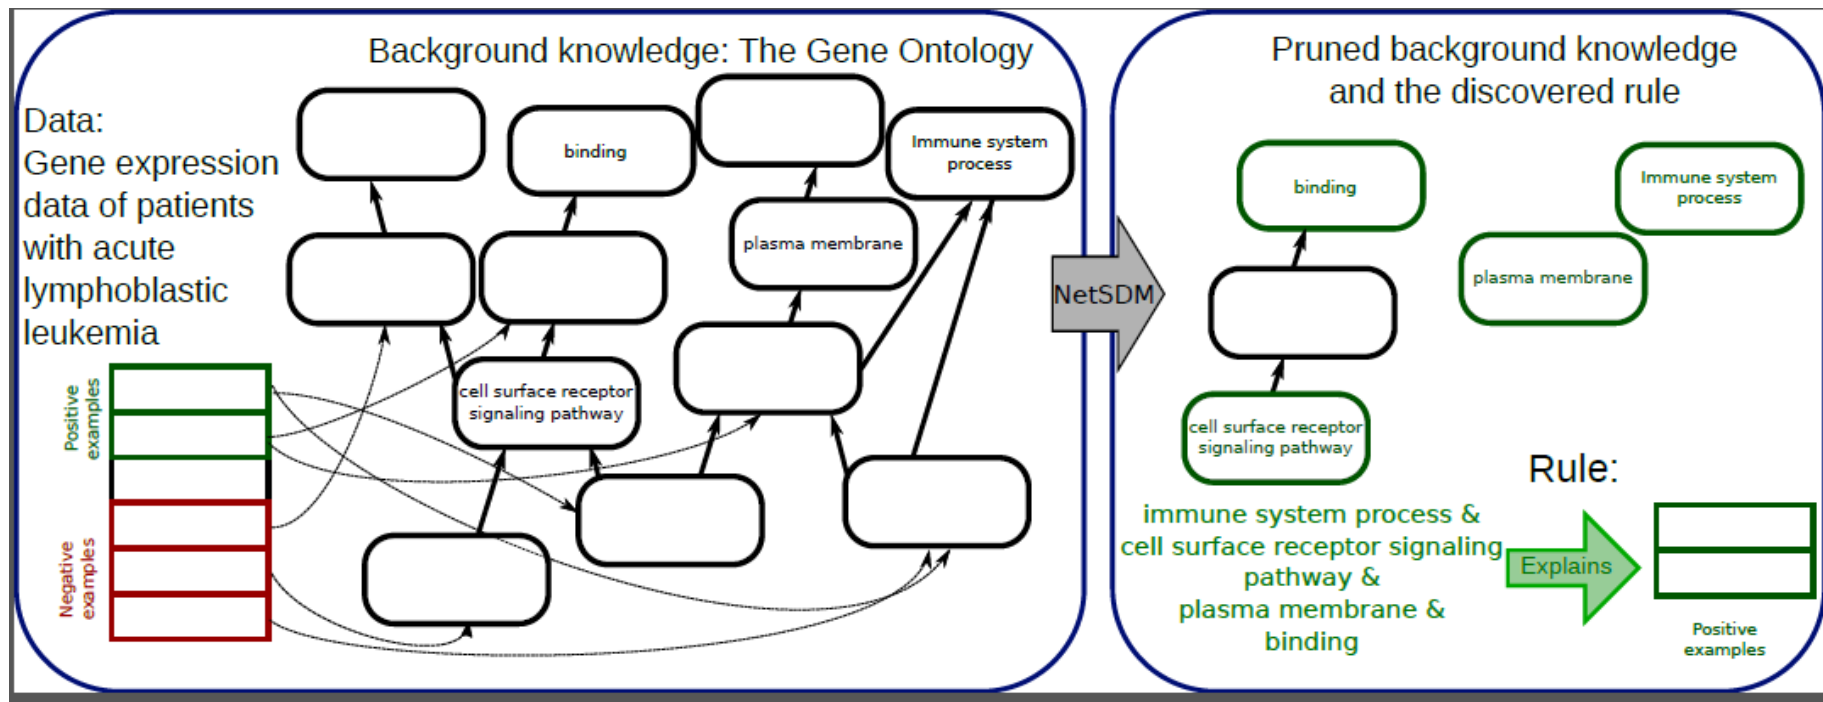 Background knowledge: The Gene Ontology
Data:
Gene expression
data of patients
with acute
lymphoblastic
leukemia
Positive
examples
Negative
examples
binding
Immune system
process
plasma membrane
cell surface receptor
signaling pathway
NetSDM
Pruned background knowledge
and the discovered rule
binding
Immune system
process
plasma membrane
cell surface receptor
signaling pathway
Rule:
immune system process &
cell surface receptor signaling
pathway &
plasma membrane &
binding
Explains
Positive
examples